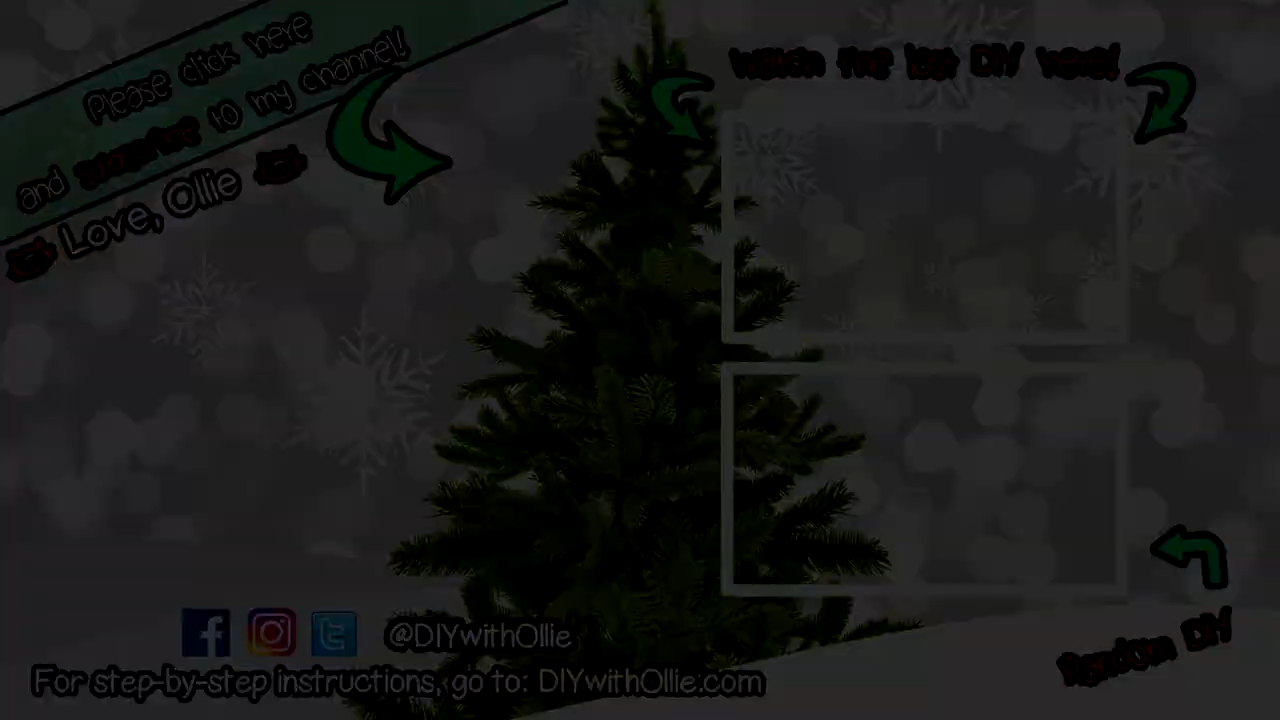 Please click here
and subscribe to my channel!
Love, Ollie
Watch the last DIY here!
Random DIY
@DIYwithOllie
For step-by-step instructions, go to: DIYwithOllie.com